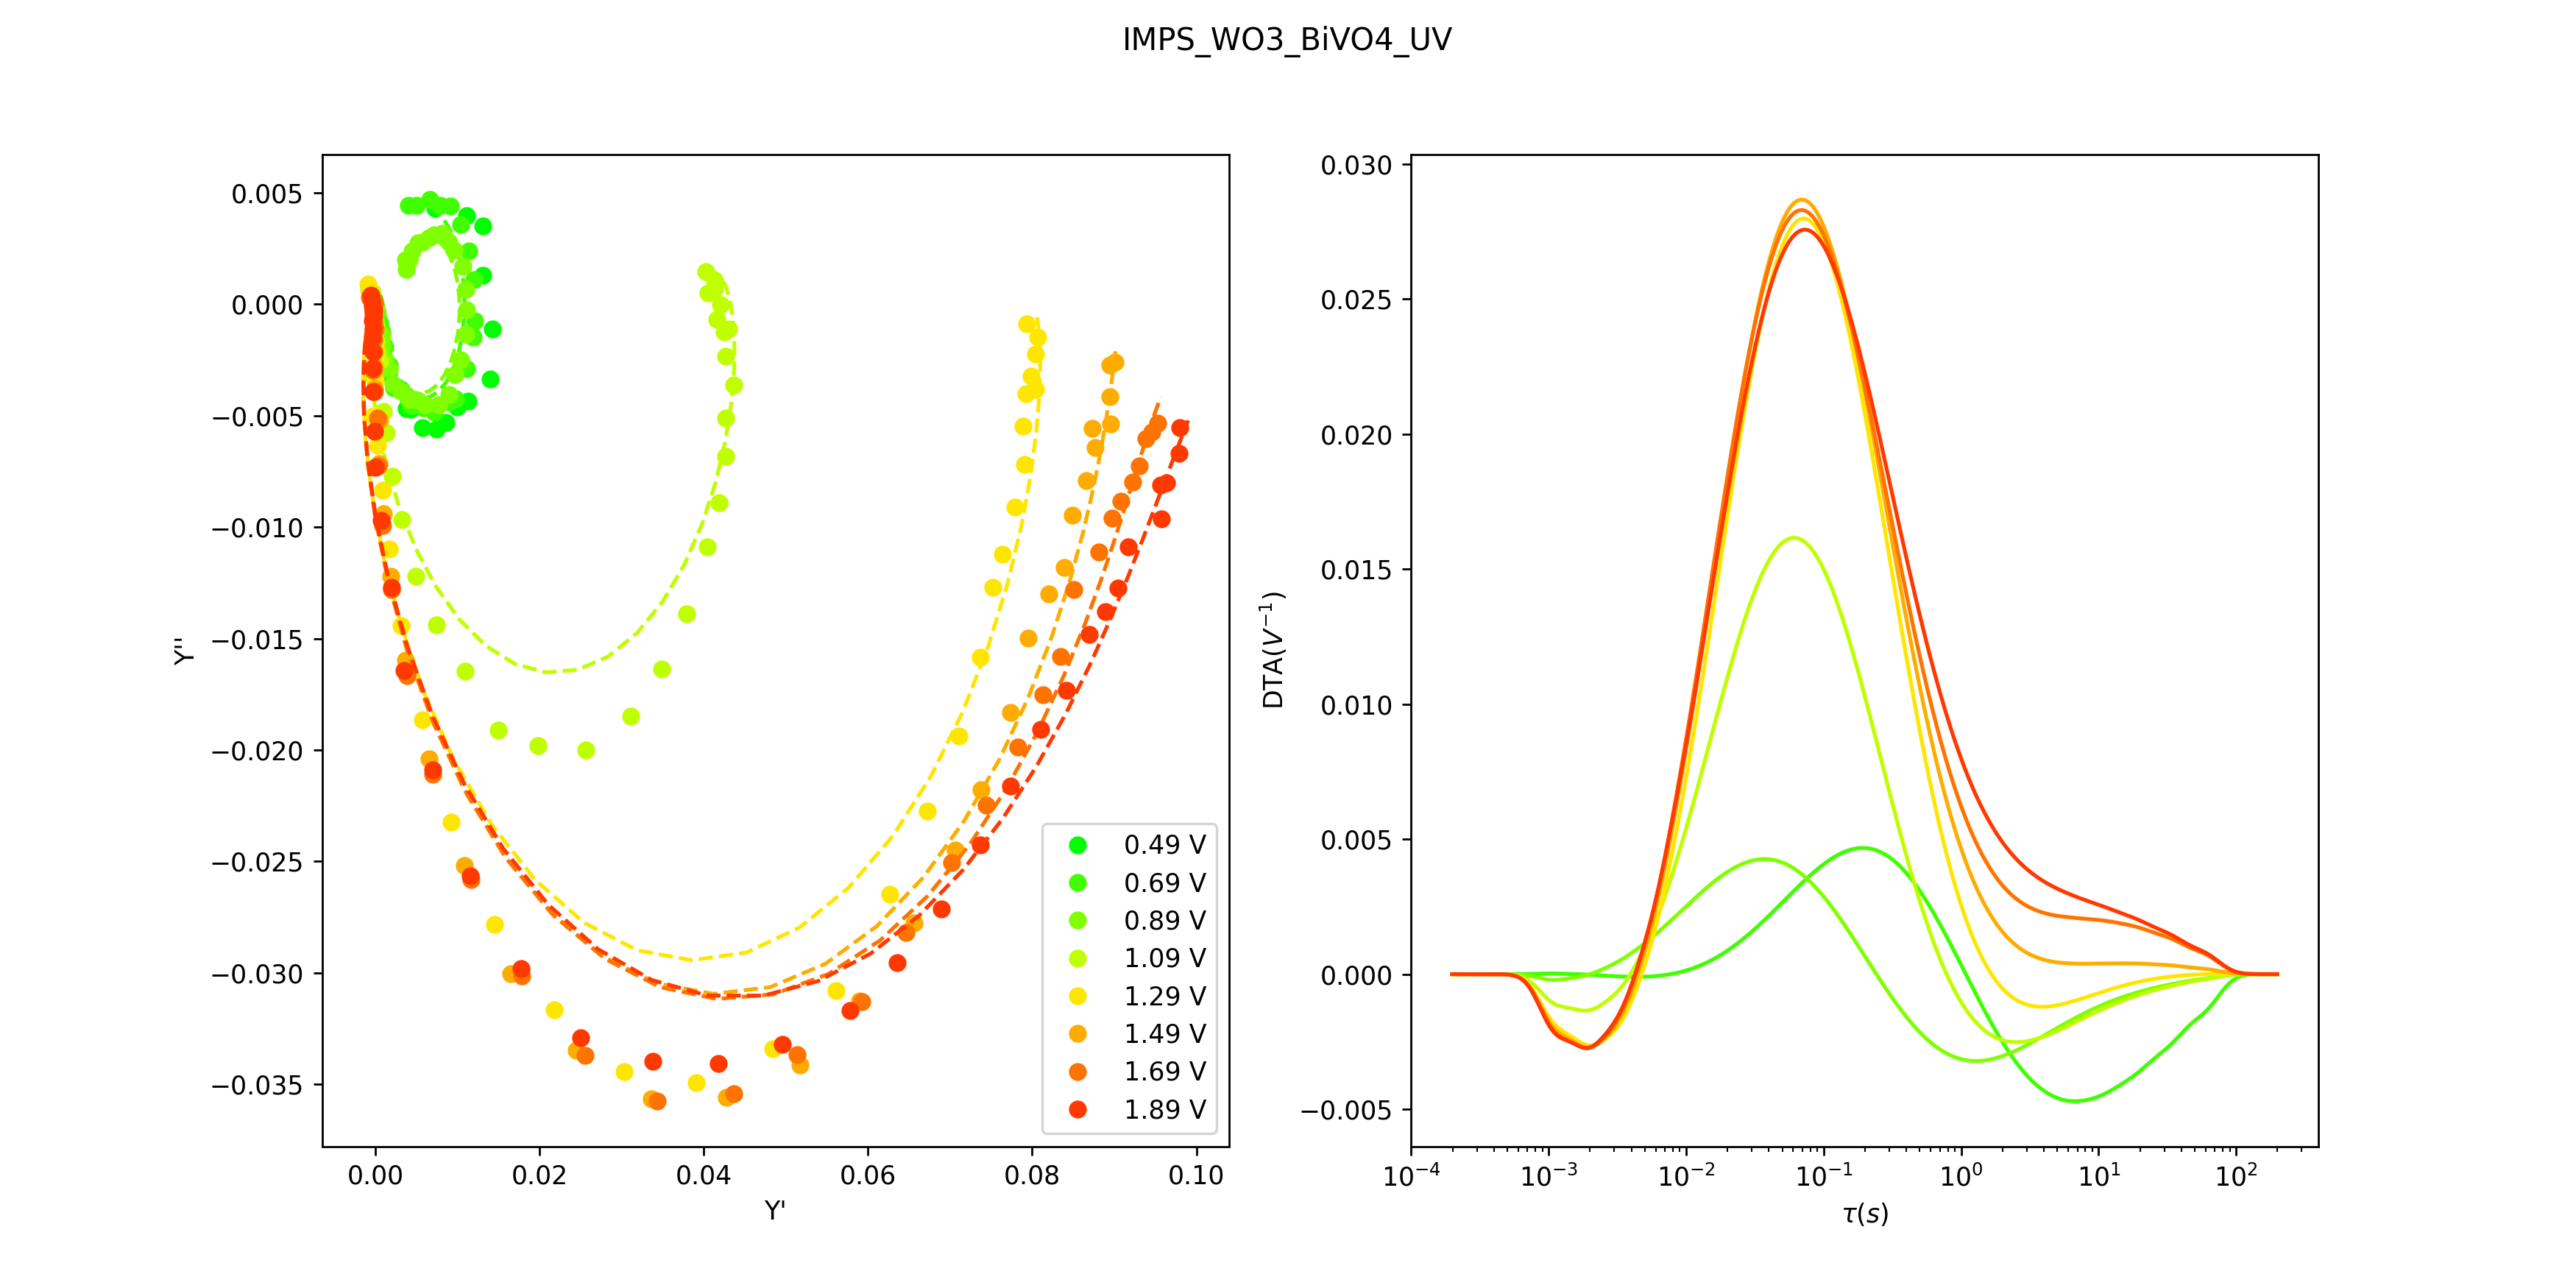 IMPS_WO3_BiVO4_UV
0.005
0.000
−0.005
−0.010
−0.015
−0.020
−0.025
−0.030
−0.035
Y''
0.00 0.02 0.04 0.06 0.08 0.10
Y'
0.49 V
0.69 V
0.89 V
1.09 V
1.29 V
1.49 V
1.69 V
1.89 V
0.030
0.025
0.020
0.015
0.010
0.005
0.000
−0.005
DTA(V⁻¹)
10⁻⁴ 10⁻³ 10⁻² 10⁻¹ 10⁰ 10¹ 10²
τ(s)